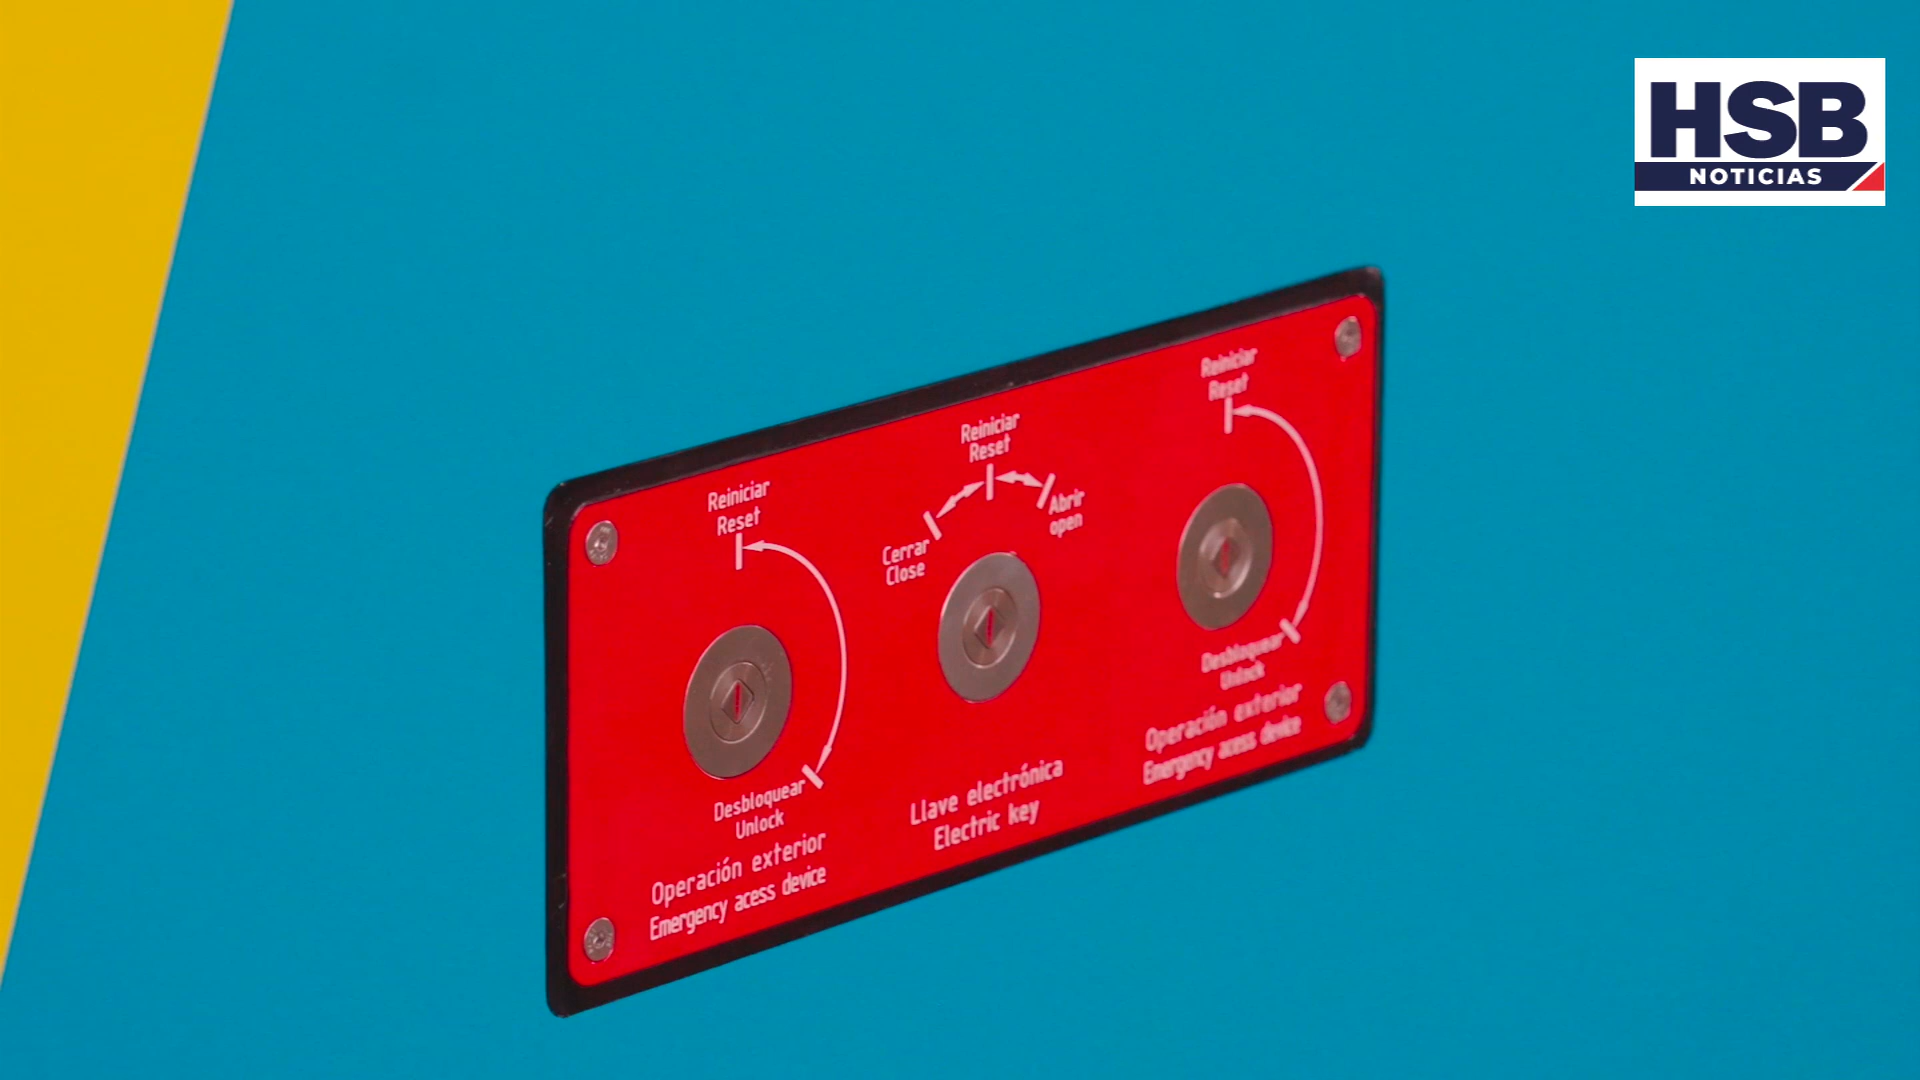 HSB
NOTICIAS
Reiniciar
Reset
Desbloquear
Unlock
Operación exterior
Emergency acess device
Reiniciar
Reset
Cerrar
Close
Abrir
open
Llave electrónica
Electric key
Reiniciar
Reset
Desbloquear
Unlock
Operación exterior
Emergency acess device